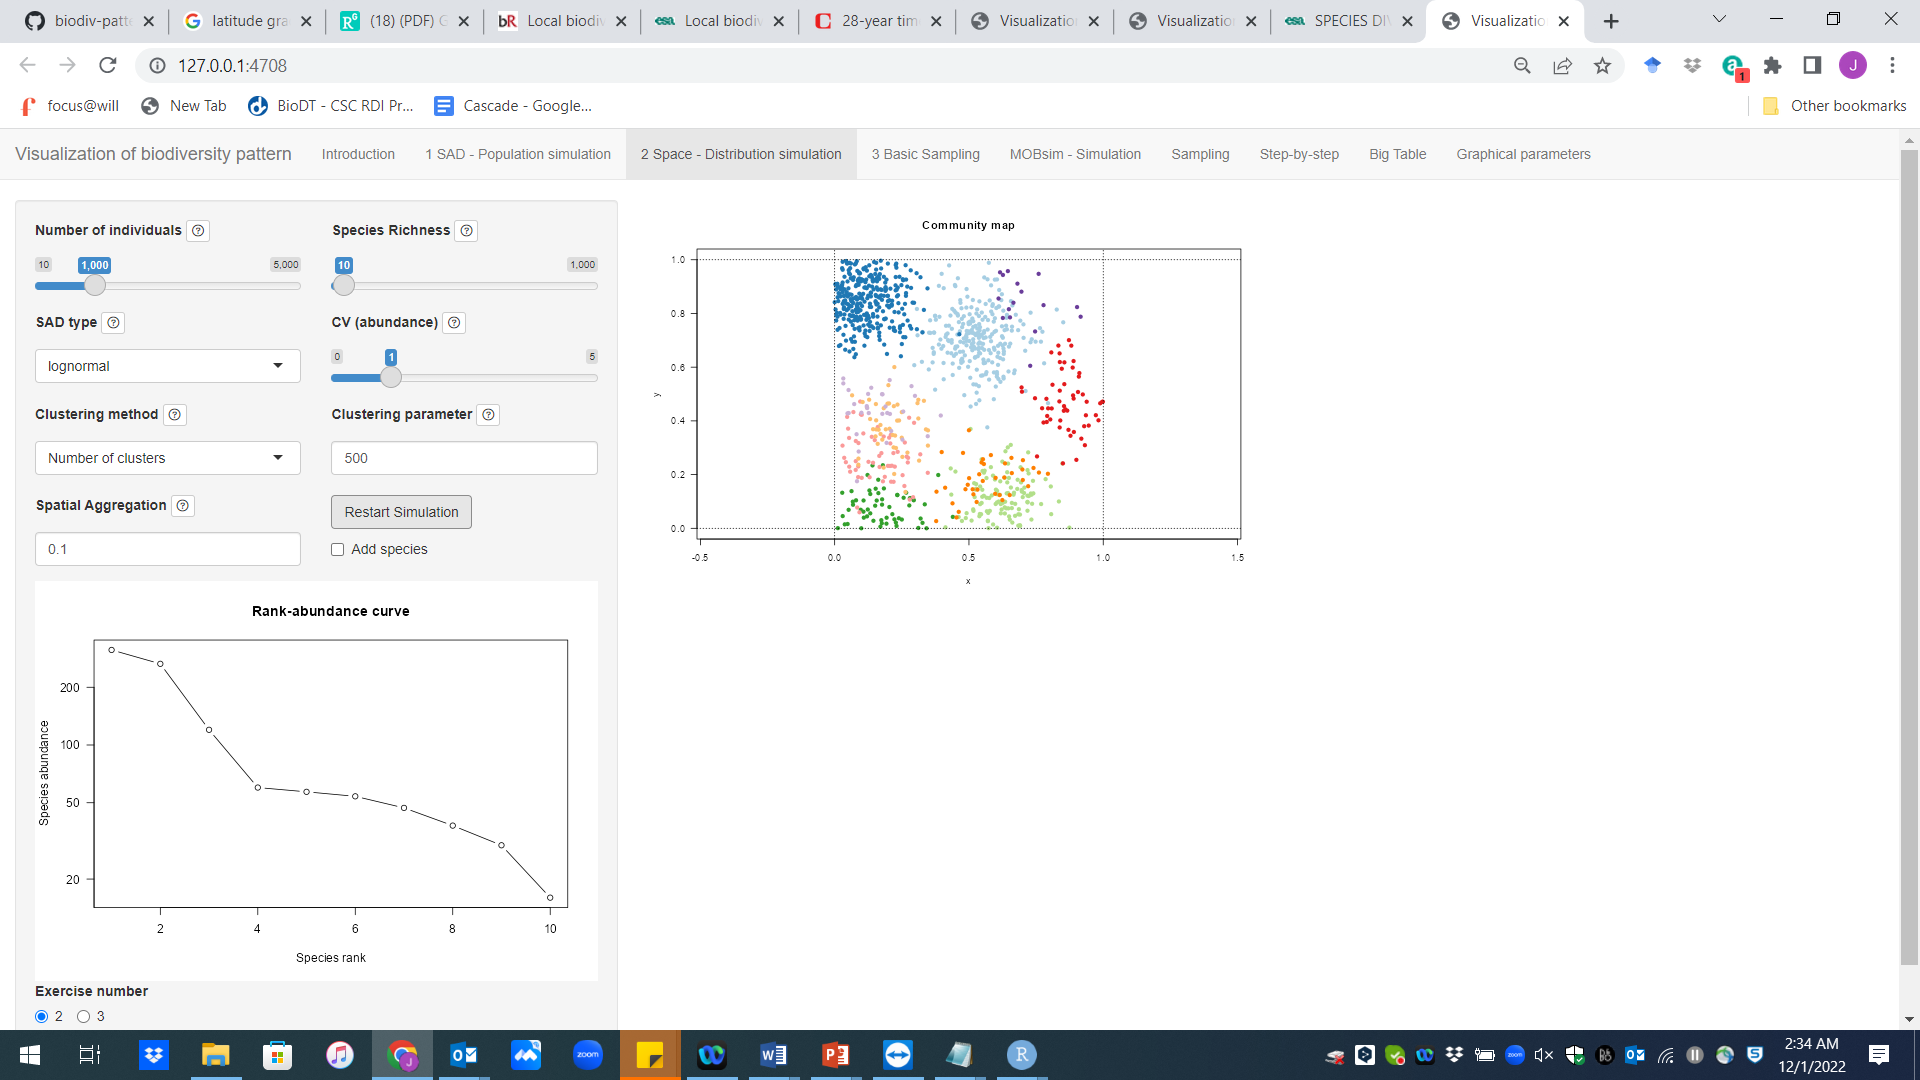 biodiv-patt
latitude gra
(18) (PDF) G
Local biodiv
Local biodiv
28-year tim
Visualizatio
Visualizatio
SPECIES DIV
Visualizatio
127.0.0.1:4708
J
1
focus@will
New Tab
BioDT - CSC RDI Pr...
Cascade - Google...
Other bookmarks
Visualization of biodiversity pattern
Introduction
1 SAD - Population simulation
2 Space - Distribution simulation
3 Basic Sampling
MOBsim - Simulation
Sampling
Step-by-step
Big Table
Graphical parameters
Number of individuals
Species Richness
10 1,000 5,000
10 1,000
SAD type
CV (abundance)
lognormal
0 1 5
Clustering method
Clustering parameter
Number of clusters
500
Spatial Aggregation
Restart Simulation
0.1
Add species
Rank-abundance curve
200
100
50
20
Species abundance
2 4 6 8 10
Species rank
Exercise number
2 3
Community map
1.0
0.8
0.6
0.4
0.2
0.0
y
-0.5 0.0 0.5 1.0 1.5
x
zoom
2:34 AM
12/1/2022